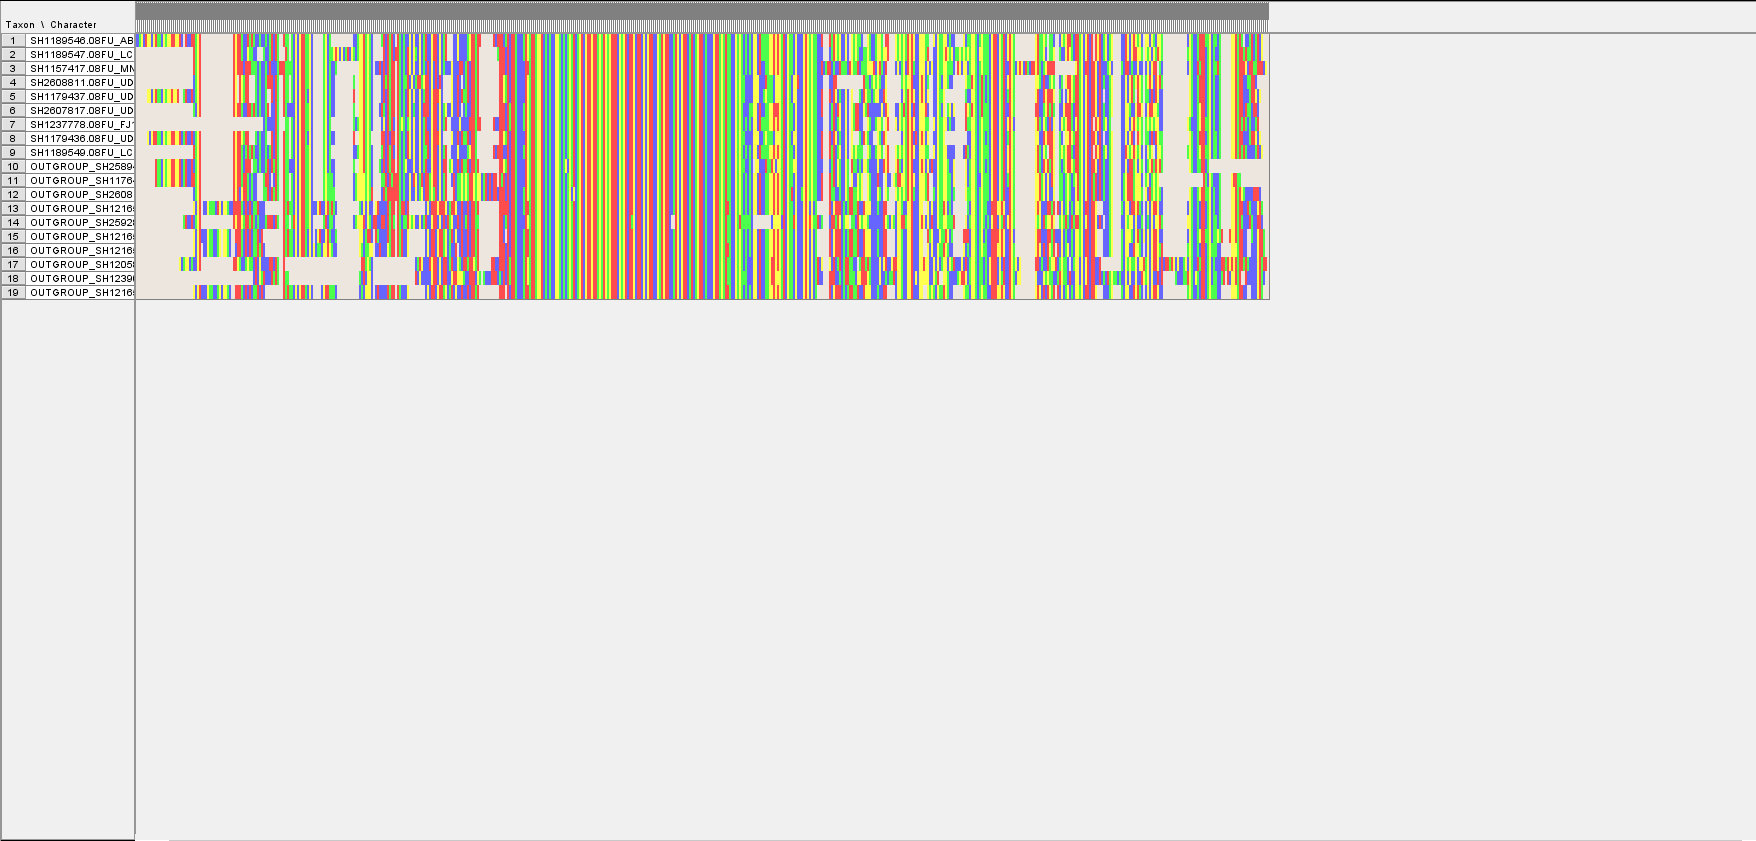 Taxon \ Character
1 SH1189546.08FU_AB
2 SH1189547.08FU_LC
3 SH1157417.08FU_MN
4 SH2608811.08FU_UD
5 SH1179437.08FU_UD
6 SH2607817.08FU_UD
7 SH1237778.08FU_FJ
8 SH1179436.08FU_UD
9 SH1189549.08FU_LC
10 OUTGROUP_SH2589
11 OUTGROUP_SH1176
12 OUTGROUP_SH2608
13 OUTGROUP_SH1216
14 OUTGROUP_SH2592
15 OUTGROUP_SH1216
16 OUTGROUP_SH1216
17 OUTGROUP_SH1205
18 OUTGROUP_SH1239
19 OUTGROUP_SH1216